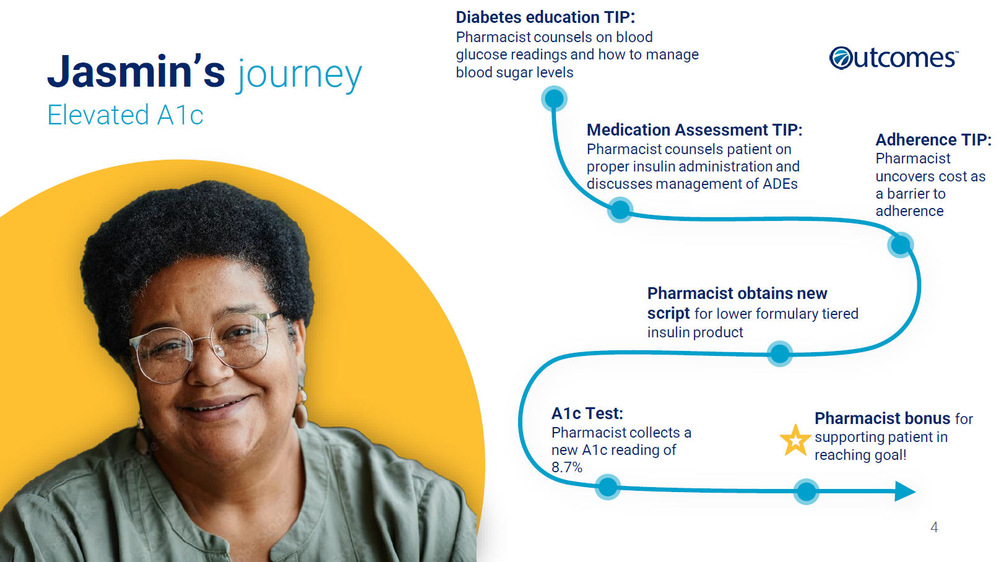 Jasmin’s journey
Elevated A1c
Diabetes education TIP:
Pharmacist counsels on blood
glucose readings and how to manage
blood sugar levels
Outcomes™
Medication Assessment TIP:
Pharmacist counsels patient on
proper insulin administration and
discusses management of ADEs
Adherence TIP:
Pharmacist
uncovers cost as
a barrier to
adherence
Pharmacist obtains new
script for lower formulary tiered
insulin product
A1c Test:
Pharmacist collects a
new A1c reading of
8.7%
Pharmacist bonus for
supporting patient in
reaching goal!
4